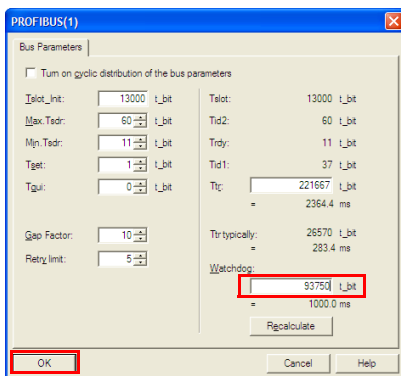 PROFIBUS(1)
Bus Parameters
Turn on cyclic distribution of the bus parameters
Tslot_Init: 13000 t_bit Tslot: 13000 t_bit
Max.Tsdr: 60 t_bit Tid2: 60 t_bit
Min.Tsdr: 11 t_bit Trdy: 11 t_bit
Tset: 1 t_bit Tid1: 37 t_bit
Tqui: 0 t_bit Ttr: 221667 t_bit
= 2364.4 ms
Gap Factor: 10 Ttr typically: 26570 t_bit
= 283.4 ms
Retry limit: 5
Watchdog:
93750 t_bit
= 1000.0 ms
Recalculate
OK Cancel Help